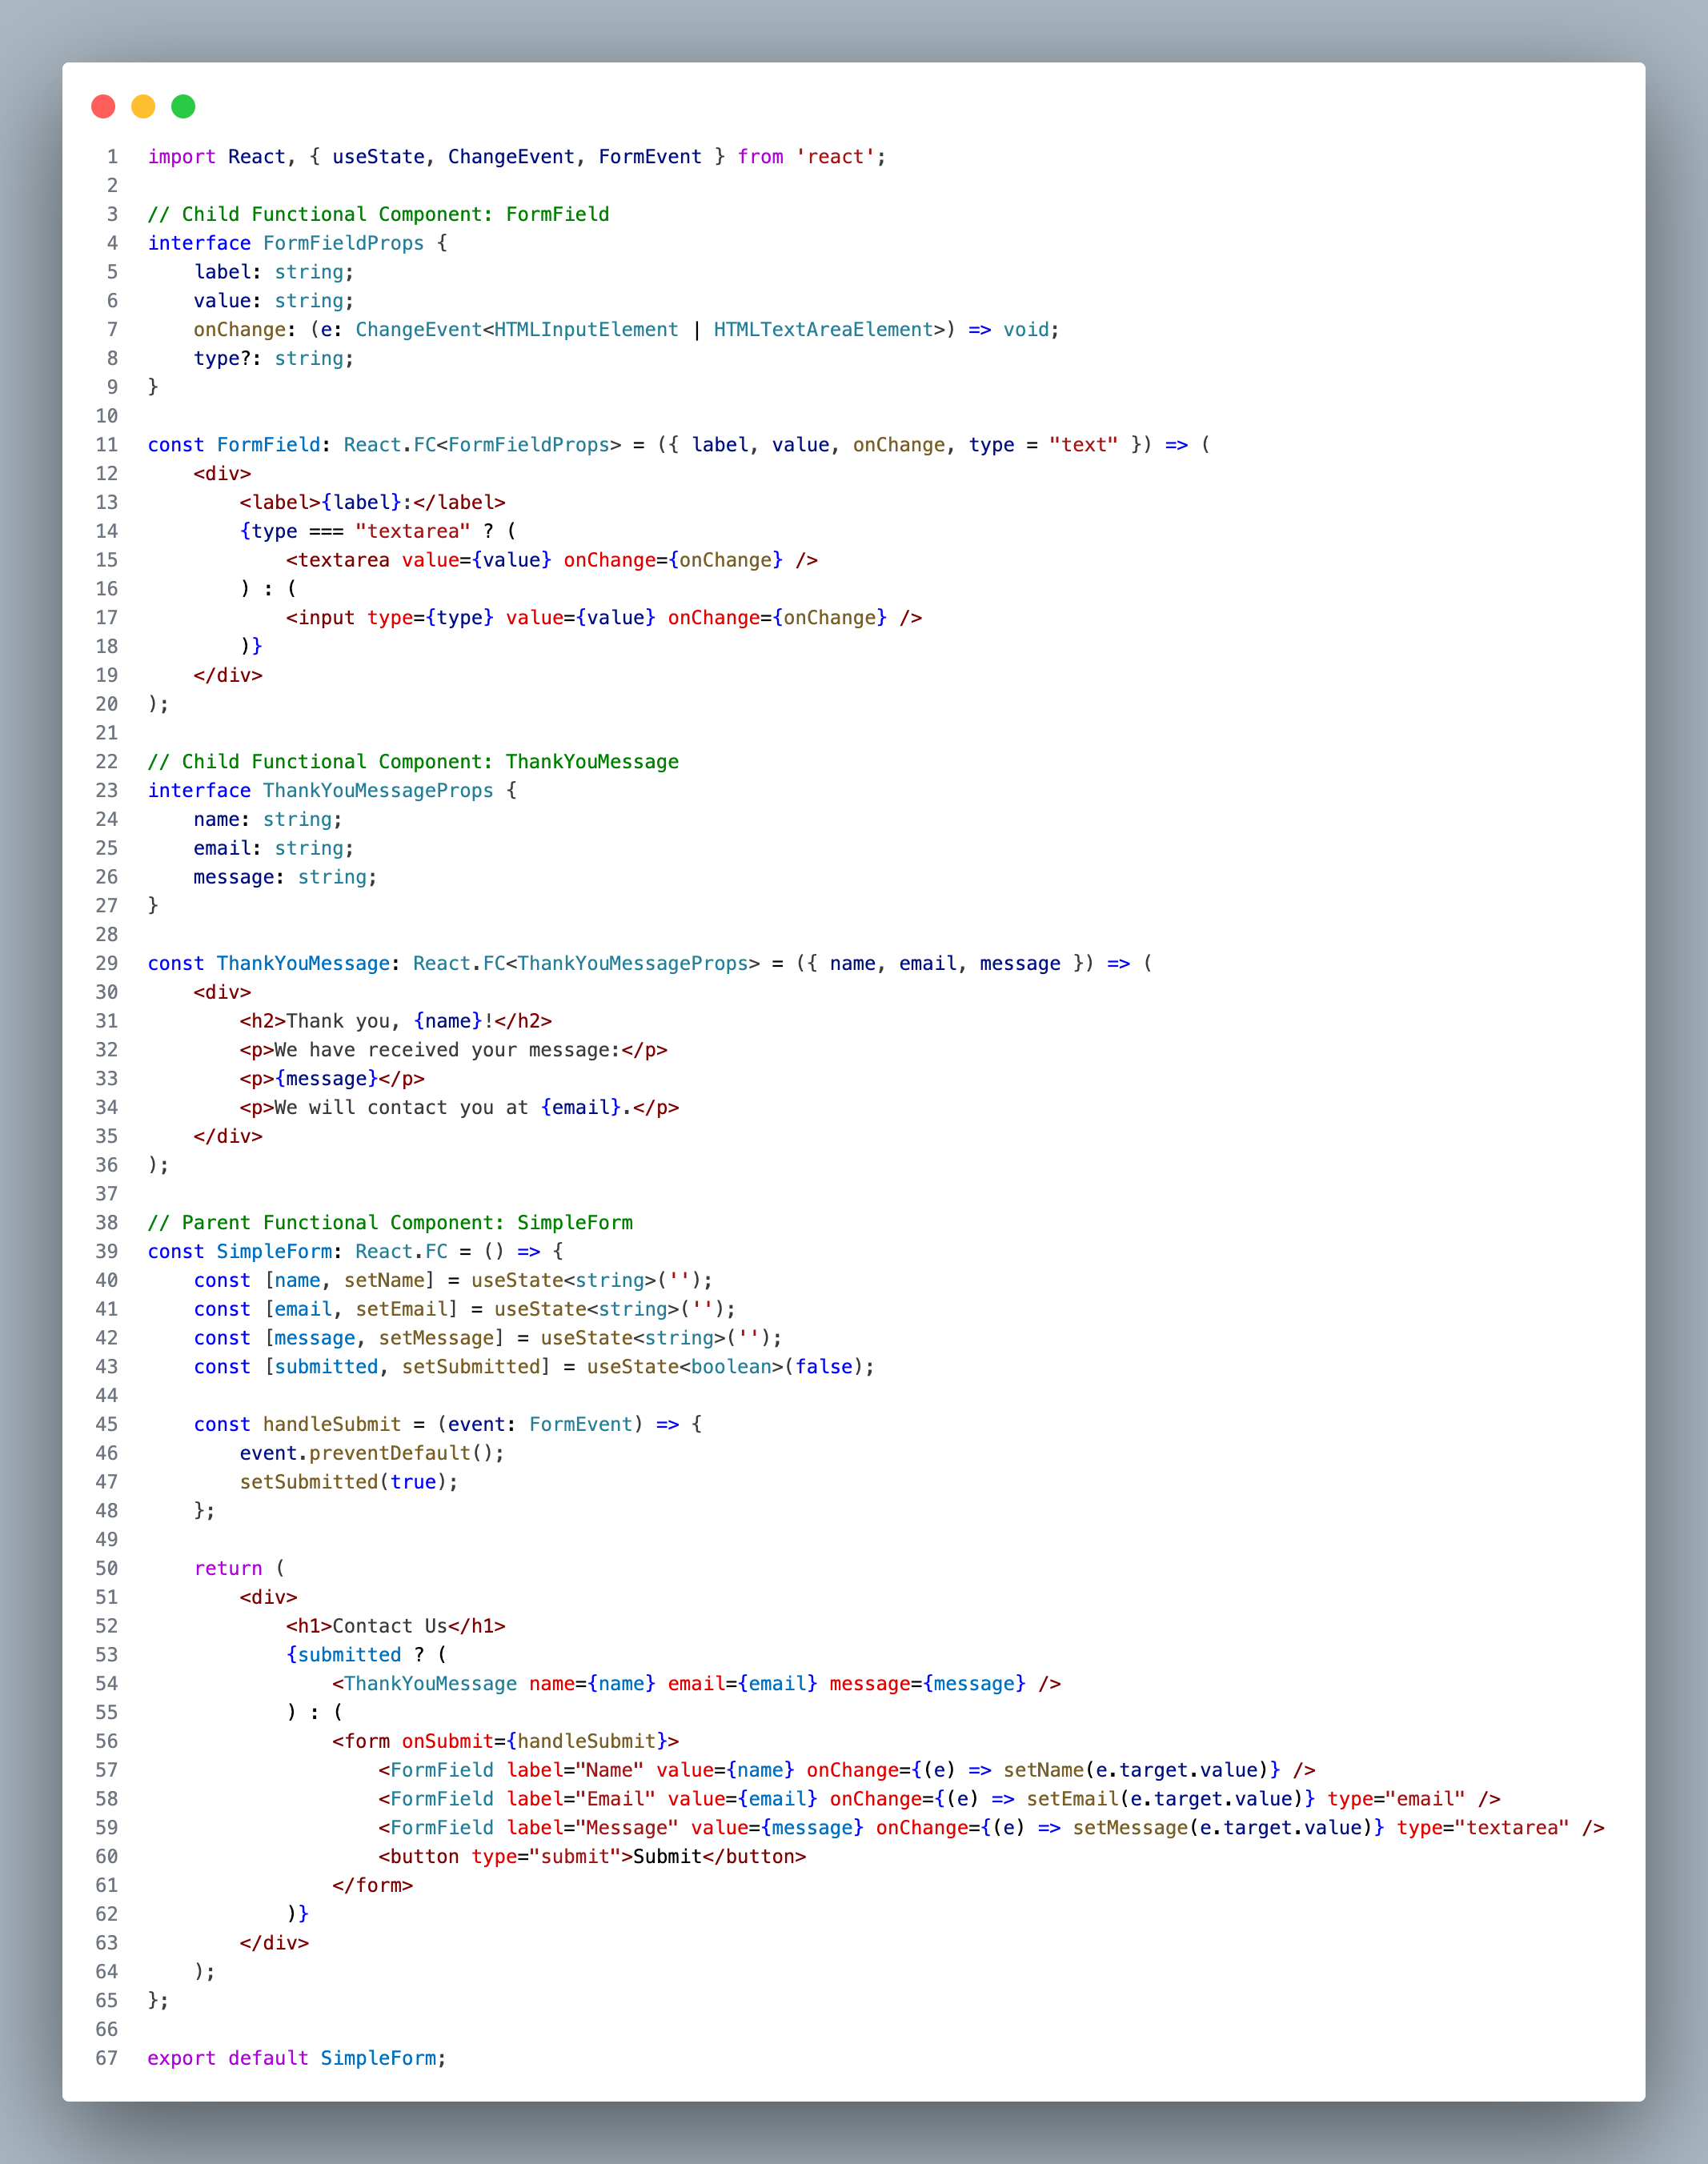 1 import React, { useState, ChangeEvent, FormEvent } from 'react';
2
3 // Child Functional Component: FormField
4 interface FormFieldProps {
5     label: string;
6     value: string;
7     onChange: (e: ChangeEvent<HTMLInputElement | HTMLTextAreaElement>) => void;
8     type?: string;
9 }
10
11 const FormField: React.FC<FormFieldProps> = ({ label, value, onChange, type = "text" }) => (
12     <div>
13         <label>{label}:</label>
14         {type === "textarea" ? (
15             <textarea value={value} onChange={onChange} />
16         ) : (
17             <input type={type} value={value} onChange={onChange} />
18         )}
19     </div>
20 );
21
22 // Child Functional Component: ThankYouMessage
23 interface ThankYouMessageProps {
24     name: string;
25     email: string;
26     message: string;
27 }
28
29 const ThankYouMessage: React.FC<ThankYouMessageProps> = ({ name, email, message }) => (
30     <div>
31         <h2>Thank you, {name}!</h2>
32         <p>We have received your message:</p>
33         <p>{message}</p>
34         <p>We will contact you at {email}.</p>
35     </div>
36 );
37
38 // Parent Functional Component: SimpleForm
39 const SimpleForm: React.FC = () => {
40     const [name, setName] = useState<string>('');
41     const [email, setEmail] = useState<string>('');
42     const [message, setMessage] = useState<string>('');
43     const [submitted, setSubmitted] = useState<boolean>(false);
44
45     const handleSubmit = (event: FormEvent) => {
46         event.preventDefault();
47         setSubmitted(true);
48     };
49
50     return (
51         <div>
52             <h1>Contact Us</h1>
53             {submitted ? (
54                 <ThankYouMessage name={name} email={email} message={message} />
55             ) : (
56                 <form onSubmit={handleSubmit}>
57                     <FormField label="Name" value={name} onChange={(e) => setName(e.target.value)} />
58                     <FormField label="Email" value={email} onChange={(e) => setEmail(e.target.value)} type="email" />
59                     <FormField label="Message" value={message} onChange={(e) => setMessage(e.target.value)} type="textarea" />
60                     <button type="submit">Submit</button>
61                 </form>
62             )}
63         </div>
64     );
65 };
66
67 export default SimpleForm;